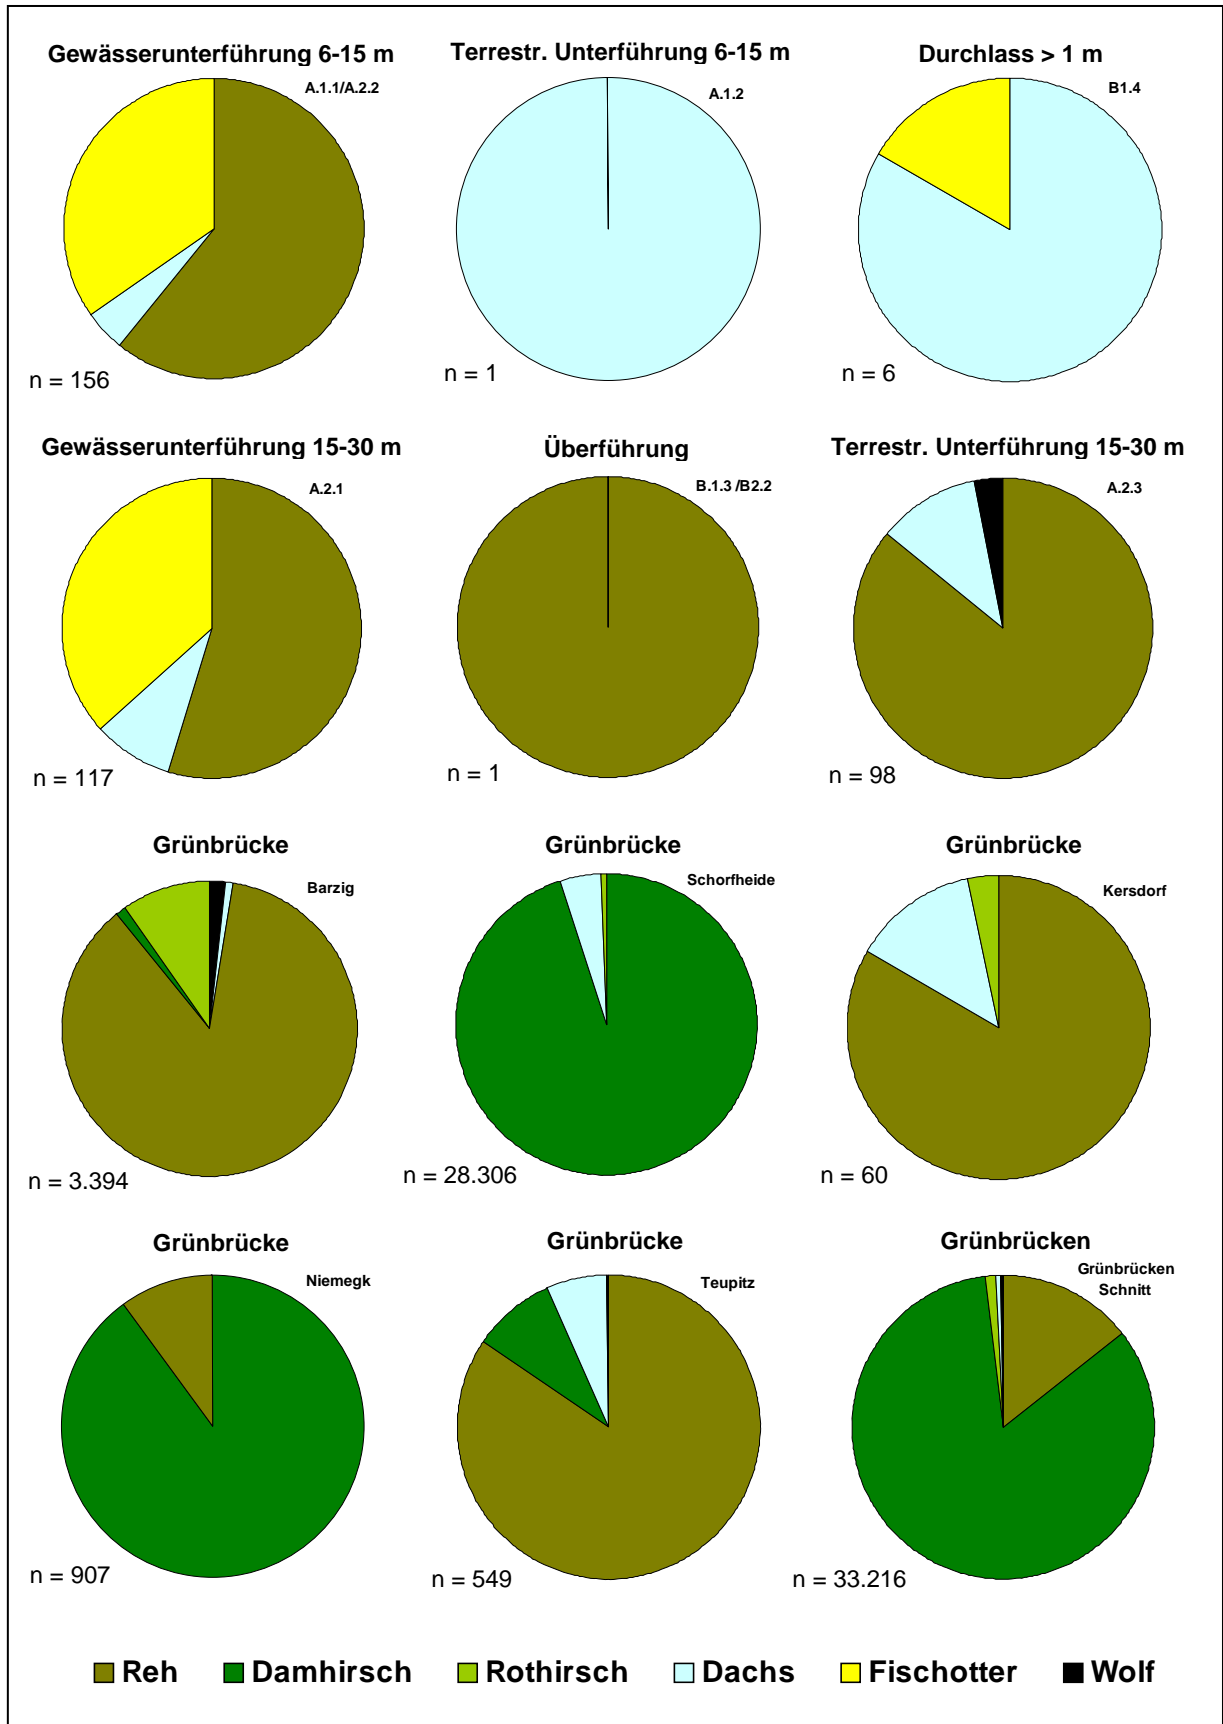 Gewässerunterführung 6-15 m
A.1.1/A.2.2
n = 156
Terrestr. Unterführung 6-15 m
A.1.2
n = 1
Durchlass > 1 m
B1.4
n = 6
Gewässerunterführung 15-30 m
A.2.1
n = 117
Überführung
B.1.3 /B2.2
n = 1
Terrestr. Unterführung 15-30 m
A.2.3
n = 98
Grünbrücke
Barzig
n = 3.394
Grünbrücke
Schorfheide
n = 28.306
Grünbrücke
Kersdorf
n = 60
Grünbrücke
Niemegk
n = 907
Grünbrücke
Teupitz
n = 549
Grünbrücken
Grünbrücken
Schnitt
n = 33.216
Reh Damhirsch Rothirsch Dachs Fischotter Wolf